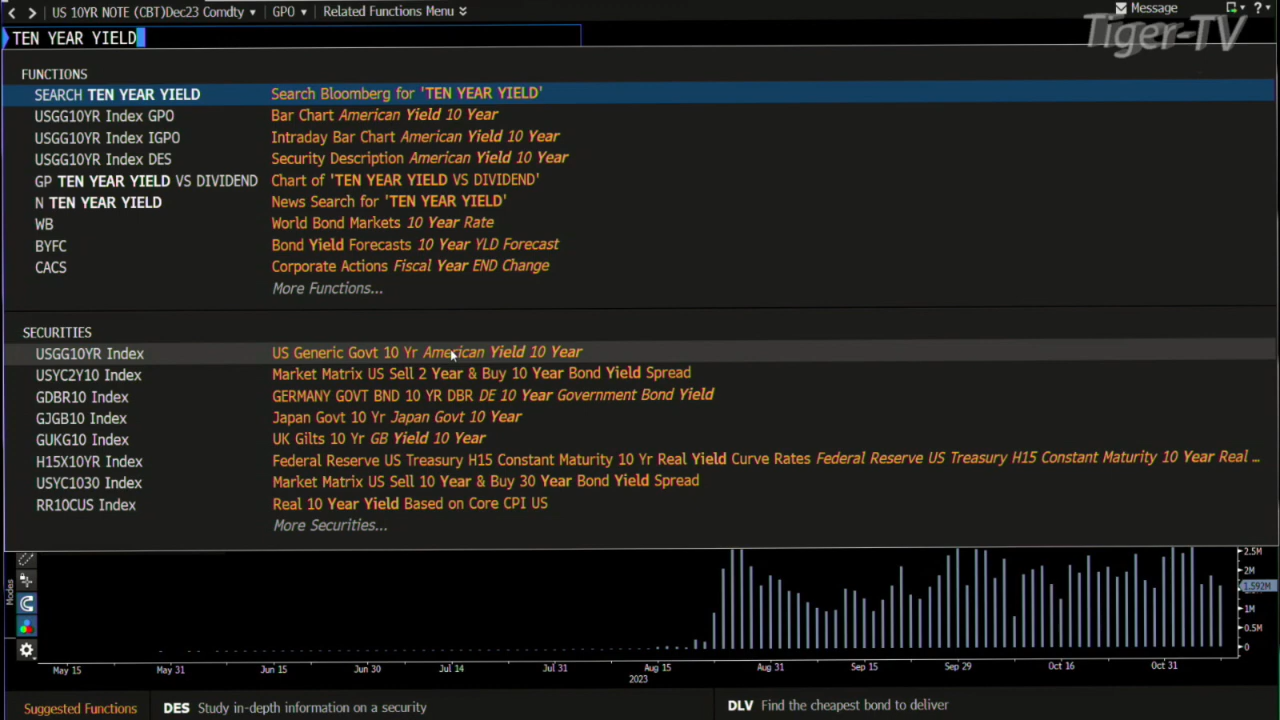 US 10YR NOTE (CBT)Dec23 Comdty GPO Related Functions Menu Message ?
Tiger-TV
TEN YEAR YIELD
FUNCTIONS
SEARCH TEN YEAR YIELD Search Bloomberg for 'TEN YEAR YIELD'
USGG10YR Index GPO Bar Chart American Yield 10 Year
USGG10YR Index IGPO Intraday Bar Chart American Yield 10 Year
USGG10YR Index DES Security Description American Yield 10 Year
GP TEN YEAR YIELD VS DIVIDEND Chart of 'TEN YEAR YIELD VS DIVIDEND'
N TEN YEAR YIELD News Search for 'TEN YEAR YIELD'
WB World Bond Markets 10 Year Rate
BYFC Bond Yield Forecasts 10 Year YLD Forecast
CACS Corporate Actions Fiscal Year END Change
More Functions...
SECURITIES
USGG10YR Index US Generic Govt 10 Yr American Yield 10 Year
USYC2Y10 Index Market Matrix US Sell 2 Year & Buy 10 Year Bond Yield Spread
GDBR10 Index GERMANY GOVT BND 10 YR DBR DE 10 Year Government Bond Yield
GJGB10 Index Japan Govt 10 Yr Japan Govt 10 Year
GUKG10 Index UK Gilts 10 Yr GB Yield 10 Year
H15X10YR Index Federal Reserve US Treasury H15 Constant Maturity 10 Yr Real Yield Curve Rates Federal Reserve US Treasury H15 Constant Maturity 10 Year Real ...
USYC1030 Index Market Matrix US Sell 10 Year & Buy 30 Year Bond Yield Spread
RR10CUS Index Real 10 Year Yield Based on Core CPI US
More Securities...
Modes
2.5M
2M
1.592M
1M
0.5M
0
May 15 May 31 Jun 15 Jun 30 Jul 14 Jul 31 Aug 15 Aug 31 Sep 15 Sep 29 Oct 16 Oct 31
2023
Suggested Functions DES Study in-depth information on a security DLV Find the cheapest bond to deliver